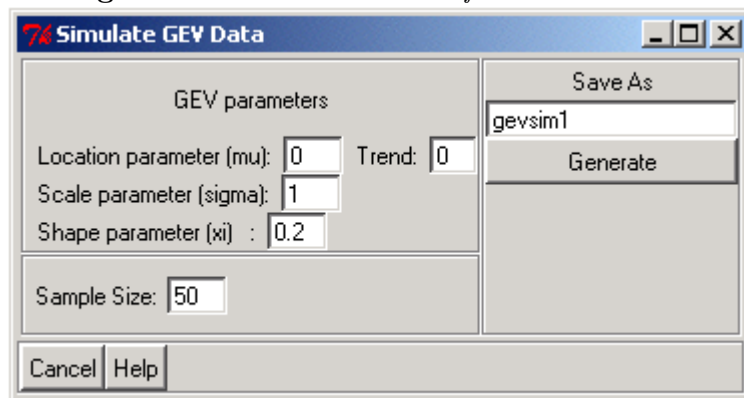 Simulate GEV Data
GEV parameters
Location parameter (mu): 0 Trend: 0
Scale parameter (sigma): 1
Shape parameter (xi) : 0.2
Sample Size: 50
Save As
gevsim1
Generate
Cancel Help